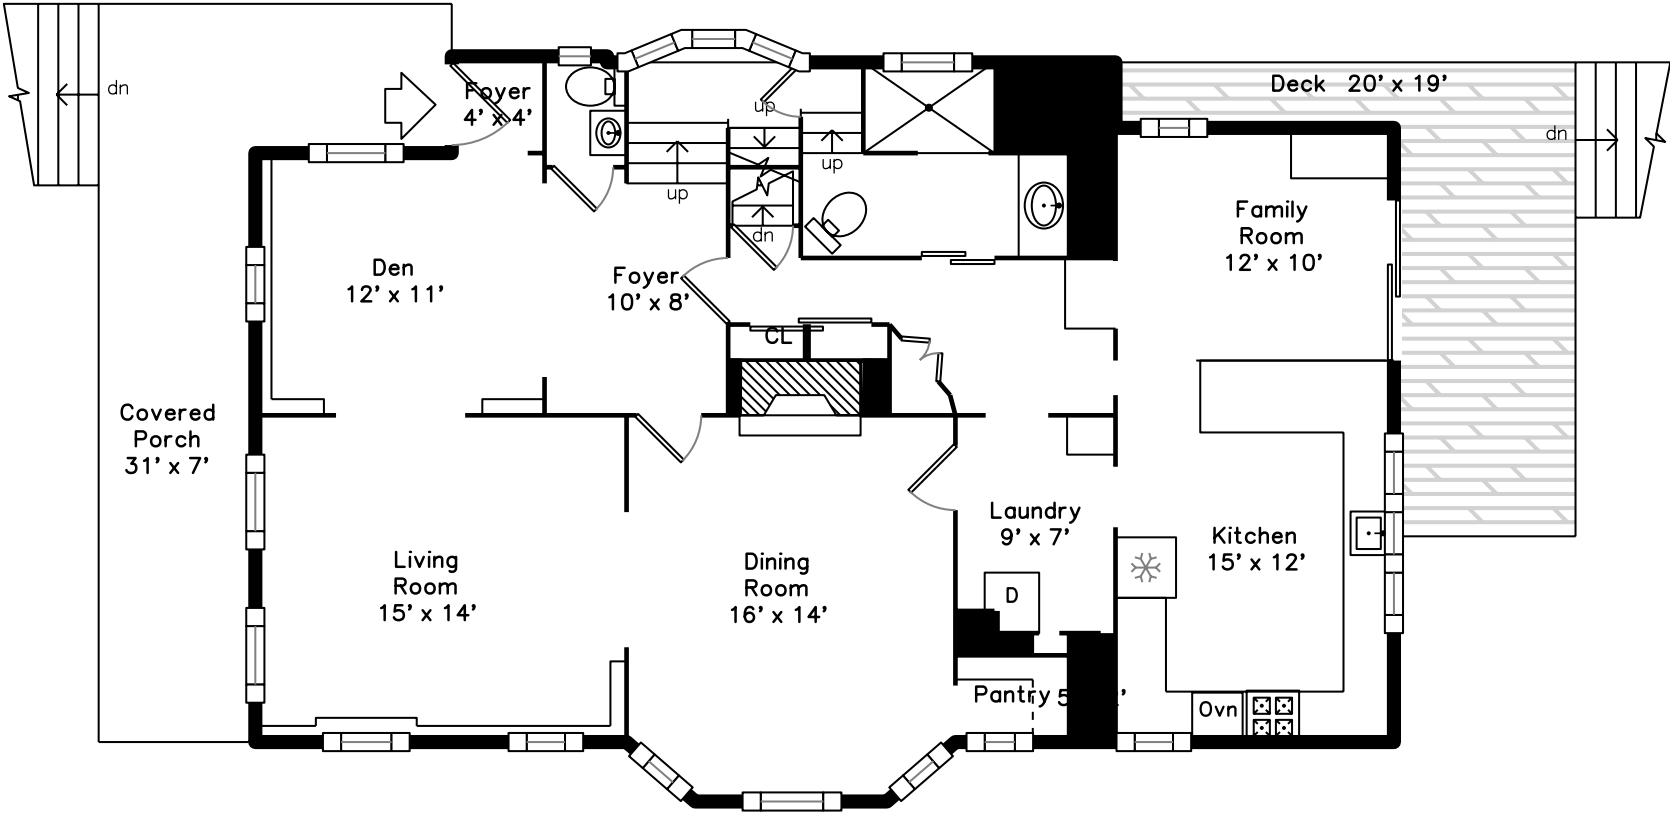 Deck 20' x 19'
dn
Foyer
4' x 4'
up
dn
up
up
Family
Room
12' x 10'
dn
Den
12' x 11'
Foyer
10' x 8'
CL
Covered
Porch
31' x 7'
Laundry
9' x 7'
Kitchen
15' x 12'
Living
Room
15' x 14'
Dining
Room
16' x 14'
D
Pantry
Ovn